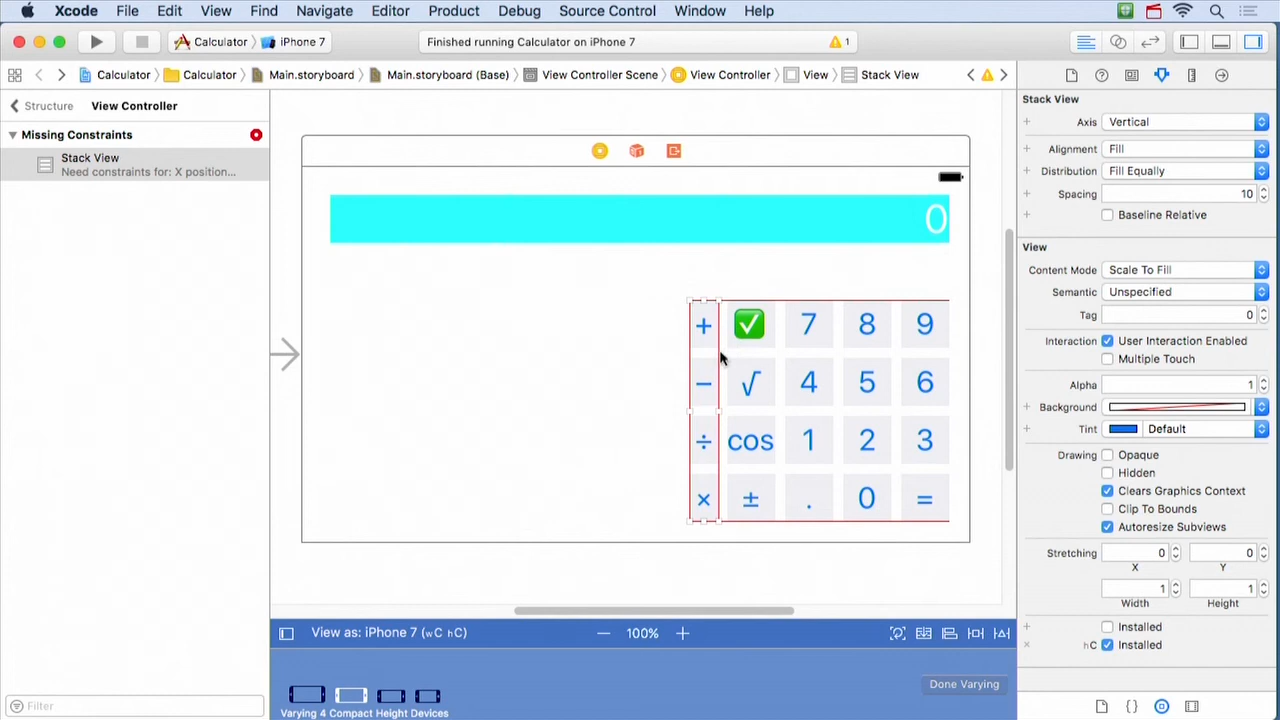 Xcode File Edit View Find Navigate Editor Product Debug Source Control Window Help
Calculator iPhone 7 Finished running Calculator on iPhone 7 1
Calculator Calculator Main.storyboard Main.storyboard (Base) View Controller Scene View Controller View Stack View
Structure View Controller
Missing Constraints
Stack View
Need constraints for: X position...
0
+ 7 8 9
− √ 4 5 6
÷ cos 1 2 3
× ± . 0 =
View as: iPhone 7 (wC hC) — 100% +
Done Varying
Varying 4 Compact Height Devices
Filter
Stack View
Axis Vertical
Alignment Fill
Distribution Fill Equally
Spacing 10
Baseline Relative
View
Content Mode Scale To Fill
Semantic Unspecified
Tag 0
Interaction User Interaction Enabled
Multiple Touch
Alpha 1
Background
Tint Default
Drawing Opaque
Hidden
Clears Graphics Context
Clip To Bounds
Autoresize Subviews
Stretching 0 0
X Y
1 1
Width Height
Installed
hC Installed
{ }